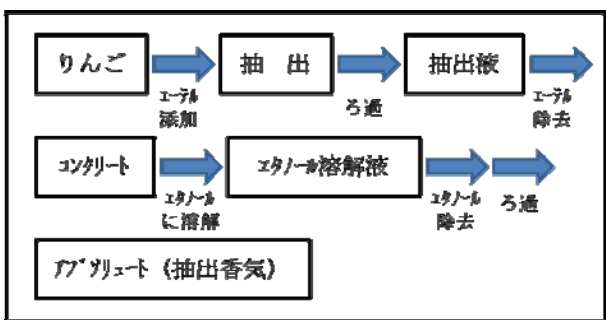 りんご 抽 出 抽出液
ｴｰﾃﾙ
添加
ろ過
ｴｰﾃﾙ
除去
ｺﾝｸﾘｰﾄ ｴﾀﾉｰﾙ溶解液
ｴﾀﾉｰﾙ
に溶解
ｴﾀﾉｰﾙ
除去
ろ過
ｱﾌﾞｿﾘｭｰﾄ（抽出香気）